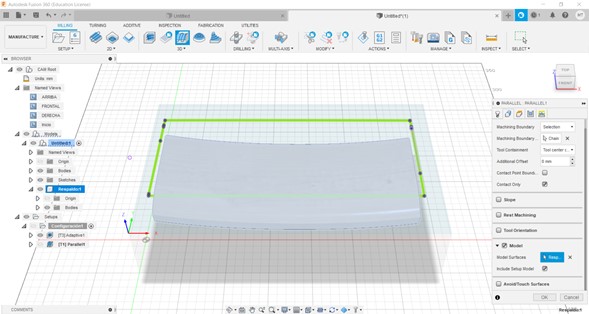 Autodesk Fusion 360 (Education License)
Untitled
Untitled*(1)
MILLING
TURNING
ADDITIVE
INSPECTION
FABRICATION
UTILITIES
MANUFACTURE
SETUP
2D
3D
DRILLING
MULTI-AXIS
MODIFY
ACTIONS
MANAGE
INSPECT
SELECT
BROWSER
CAM Root
Units: mm
Named Views
ARRIBA
FRONTAL
DERECHA
Inicio
Models
Untitled:1
Named Views
Origin
Bodies
Sketches
Respaldo:1
Origin
Bodies
Setups
Configuración1
[T3] Adaptive1
[T1] Parallel1
TOP
FRONT
Z
X
PARALLEL : PARALLEL1
Machining Boundary
Selection
Machining Boundary...
Chain
Tool Containment
Tool center c...
Additional Offset
0 mm
Contact Point Bound...
Contact Only
Slope
Rest Machining
Tool Orientation
Model
Model Surfaces
Resp...
Include Setup Model
Avoid/Touch Surfaces
OK
Cancel
COMMENTS
Respaldo:1